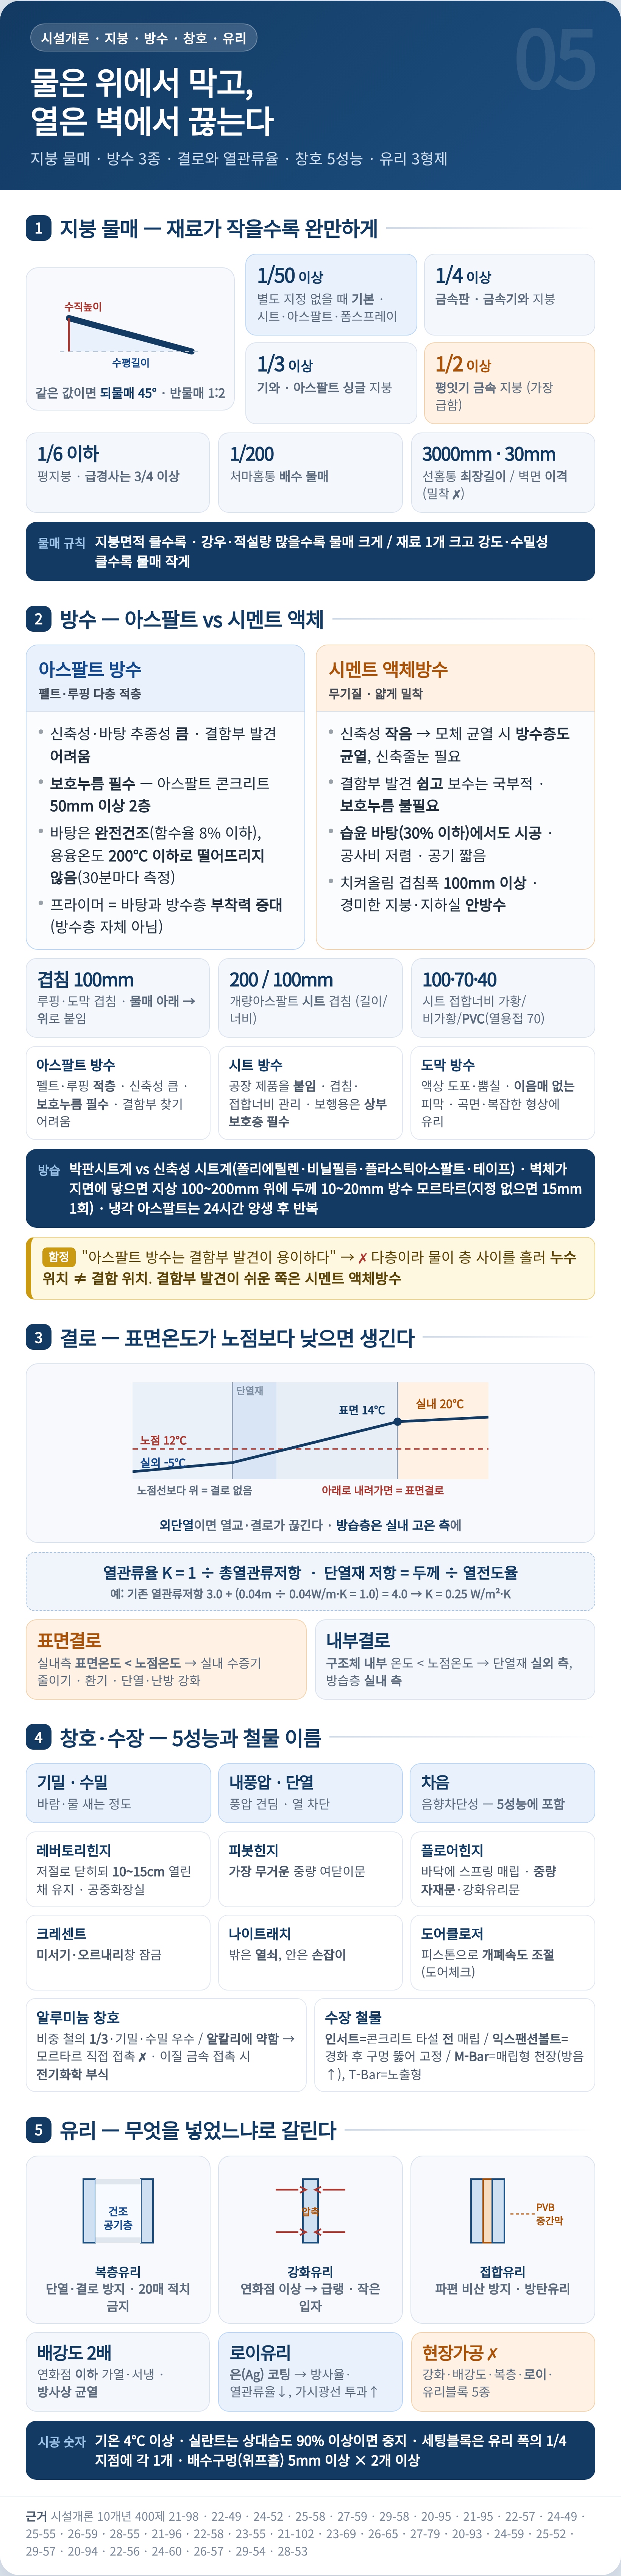 시설개론 · 지붕 · 방수 · 창호 · 유리
05
물은 위에서 막고,
열은 벽에서 끊는다
지붕 물매 · 방수 3종 · 결로와 열관류율 · 창호 5성능 · 유리 3형제
1 지붕 물매 — 재료가 작을수록 완만하게
수직높이
수평길이
같은 값이면 되물매 45° · 반물매 1:2
1/50 이상
별도 지정 없을 때 기본 ·
시트·아스팔트·폼스프레이
1/4 이상
금속판 · 금속기와 지붕
1/3 이상
기와 · 아스팔트 싱글 지붕
1/2 이상
평잇기 금속 지붕 (가장
급함)
1/6 이하
평지붕 · 급경사는 3/4 이상
1/200
처마홈통 배수 물매
3000mm · 30mm
선홈통 최장길이 / 벽면 이격
(밀착 ✗)
물매 규칙 지붕면적 클수록 · 강우·적설량 많을수록 물매 크게 / 재료 1개 크고 강도·수밀성
클수록 물매 작게
2 방수 — 아스팔트 vs 시멘트 액체
아스팔트 방수
펠트·루핑 다층 적층
• 신축성·바탕 추종성 큼 · 결함부 발견
어려움
• 보호누름 필수 — 아스팔트 콘크리트
50mm 이상 2층
• 바탕은 완전건조(함수율 8% 이하),
용융온도 200°C 이하로 떨어뜨리지
않음(30분마다 측정)
• 프라이머 = 바탕과 방수층 부착력 증대
(방수층 자체 아님)
시멘트 액체방수
무기질 · 얇게 밀착
• 신축성 작음 → 모체 균열 시 방수층도
균열, 신축줄눈 필요
• 결함부 발견 쉽고 보수는 국부적 ·
보호누름 불필요
• 습윤 바탕(30% 이하)에서도 시공 ·
공사비 저렴 · 공기 짧음
• 치켜올림 겹침폭 100mm 이상 ·
경미한 지붕·지하실 안방수
겹침 100mm
루핑·도막 겹침 · 물매 아래 →
위로 붙임
200 / 100mm
개량아스팔트 시트 겹침 (길이/
너비)
100·70·40
시트 접합너비 가황/
비가황/PVC(열용접 70)
아스팔트 방수
펠트·루핑 적층 · 신축성 큼 ·
보호누름 필수 · 결함부 찾기
어려움
시트 방수
공장 제품을 붙임 · 겹침·
접합너비 관리 · 보행용은 상부
보호층 필수
도막 방수
액상 도포·뿜칠 · 이음매 없는
피막 · 곡면·복잡한 형상에
유리
방습 박판시트계 vs 신축성 시트계(폴리에틸렌·비닐필름·플라스틱아스팔트·테이프) · 벽체가
지면에 닿으면 지상 100~200mm 위에 두께 10~20mm 방수 모르타르(지정 없으면 15mm
1회) · 냉각 아스팔트는 24시간 양생 후 반복
함정 "아스팔트 방수는 결함부 발견이 용이하다" → ✗ 다층이라 물이 층 사이를 흘러 누수
위치 ≠ 결함 위치. 결함부 발견이 쉬운 쪽은 시멘트 액체방수
3 결로 — 표면온도가 노점보다 낮으면 생긴다
단열재
표면 14°C
실내 20°C
노점 12°C
실외 -5°C
노점선보다 위 = 결로 없음
아래로 내려가면 = 표면결로
외단열이면 열교·결로가 끊긴다 · 방습층은 실내 고온 측에
열관류율 K = 1 ÷ 총열관류저항 · 단열재 저항 = 두께 ÷ 열전도율
예: 기존 열관류저항 3.0 + (0.04m ÷ 0.04W/m·K = 1.0) = 4.0 → K = 0.25 W/m²·K
표면결로
실내측 표면온도 < 노점온도 → 실내 수증기
줄이기 · 환기 · 단열·난방 강화
내부결로
구조체 내부 온도 < 노점온도 → 단열재 실외 측,
방습층 실내 측
4 창호·수장 — 5성능과 철물 이름
기밀 · 수밀
바람·물 새는 정도
내풍압 · 단열
풍압 견딤 · 열 차단
차음
음향차단성 — 5성능에 포함
레버토리힌지
저절로 닫히되 10~15cm 열린
채 유지 · 공중화장실
피봇힌지
가장 무거운 중량 여닫이문
플로어힌지
바닥에 스프링 매립 · 중량
자재문·강화유리문
크레센트
미서기·오르내리창 잠금
나이트래치
밖은 열쇠, 안은 손잡이
도어클로저
피스톤으로 개폐속도 조절
(도어체크)
알루미늄 창호
비중 철의 1/3·기밀·수밀 우수 / 알칼리에 약함 →
모르타르 직접 접촉 ✗ · 이질 금속 접촉 시
전기화학 부식
수장 철물
인서트=콘크리트 타설 전 매립 / 익스팬션볼트=
경화 후 구멍 뚫어 고정 / M-Bar=매립형 천장(방음
↑), T-Bar=노출형
5 유리 — 무엇을 넣었느냐로 갈린다
건조
공기층
복층유리
단열·결로 방지 · 20매 적치
금지
압축
강화유리
연화점 이상 → 급랭 · 작은
입자
PVB
중간막
접합유리
파편 비산 방지 · 방탄유리
배강도 2배
연화점 이하 가열·서냉 ·
방사상 균열
로이유리
은(Ag) 코팅 → 방사율·
열관류율↓, 가시광선 투과↑
현장가공 ✗
강화·배강도·복층·로이·
유리블록 5종
시공 숫자 기온 4°C 이상 · 실란트는 상대습도 90% 이상이면 중지 · 세팅블록은 유리 폭의 1/4
지점에 각 1개 · 배수구멍(위프홀) 5mm 이상 × 2개 이상
근거 시설개론 10개년 400제 21-98 · 22-49 · 24-52 · 25-58 · 27-59 · 29-58 · 20-95 · 21-95 · 22-57 · 24-49 ·
25-55 · 26-59 · 28-55 · 21-96 · 22-58 · 23-55 · 21-102 · 23-69 · 26-65 · 27-79 · 20-93 · 24-59 · 25-52 ·
29-57 · 20-94 · 22-56 · 24-60 · 26-57 · 29-54 · 28-53